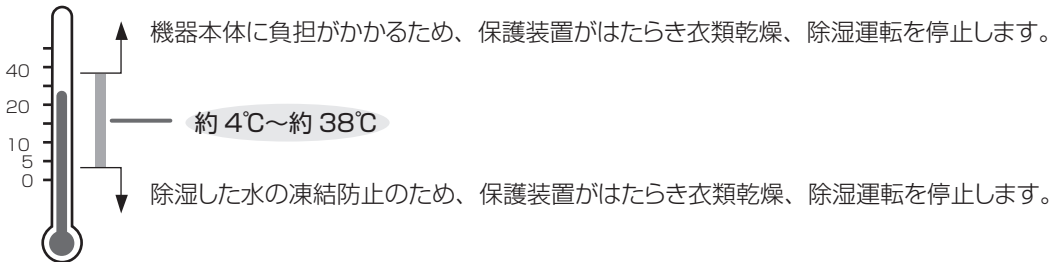 機器本体に負担がかかるため、保護装置がはたらき衣類乾燥、除湿運転を停止します。
40
20
約 4℃～約 38℃
10
5
0
除湿した水の凍結防止のため、保護装置がはたらき衣類乾燥、除湿運転を停止します。